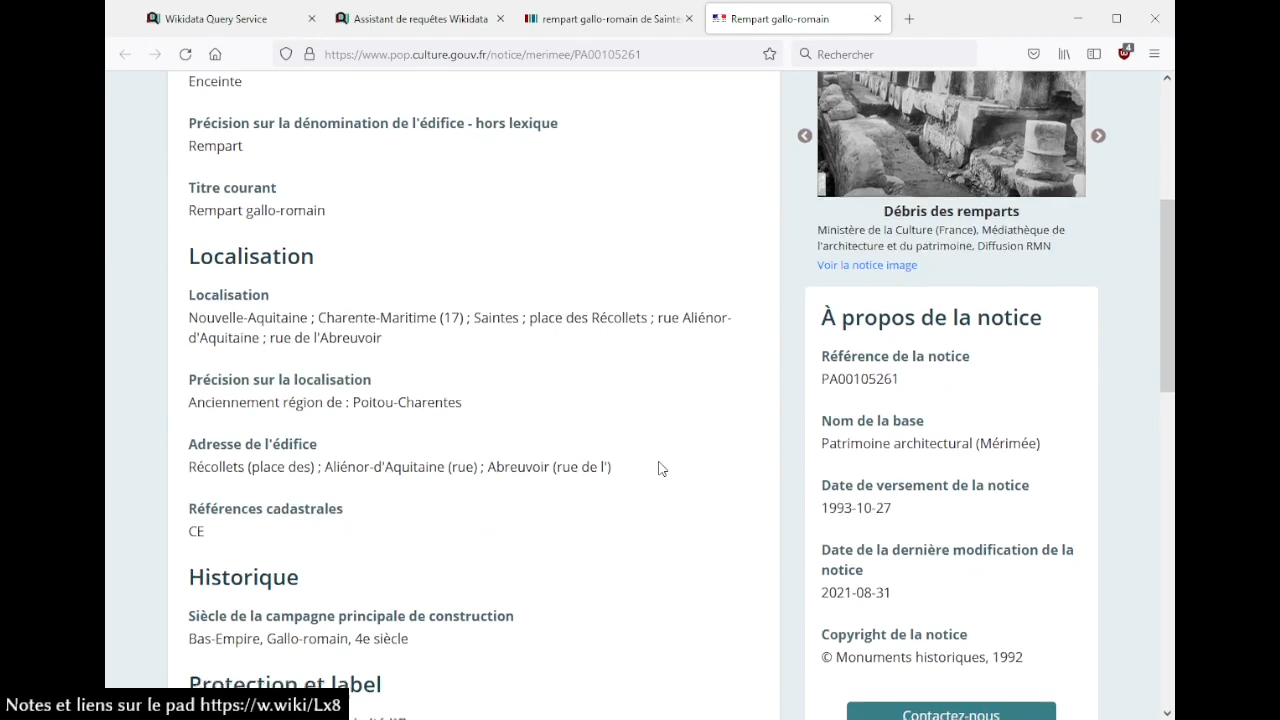 Wikidata Query Service
Assistant de requêtes Wikidata
rempart gallo-romain de Sainte
Rempart gallo-romain
https://www.pop.culture.gouv.fr/notice/merimee/PA00105261
Rechercher
4
Enceinte
Précision sur la dénomination de l'édifice - hors lexique
Rempart
Titre courant
Rempart gallo-romain
Localisation
Localisation
Nouvelle-Aquitaine ; Charente-Maritime (17) ; Saintes ; place des Récollets ; rue Aliénor-
d'Aquitaine ; rue de l'Abreuvoir
Précision sur la localisation
Anciennement région de : Poitou-Charentes
Adresse de l'édifice
Récollets (place des) ; Aliénor-d'Aquitaine (rue) ; Abreuvoir (rue de l')
Références cadastrales
CE
Historique
Siècle de la campagne principale de construction
Bas-Empire, Gallo-romain, 4e siècle
Protection et label
Débris des remparts
Ministère de la Culture (France), Médiathèque de
l'architecture et du patrimoine, Diffusion RMN
Voir la notice image
À propos de la notice
Référence de la notice
PA00105261
Nom de la base
Patrimoine architectural (Mérimée)
Date de versement de la notice
1993-10-27
Date de la dernière modification de la
notice
2021-08-31
Copyright de la notice
© Monuments historiques, 1992
Contactez-nous
Notes et liens sur le pad https://w.wiki/Lx8